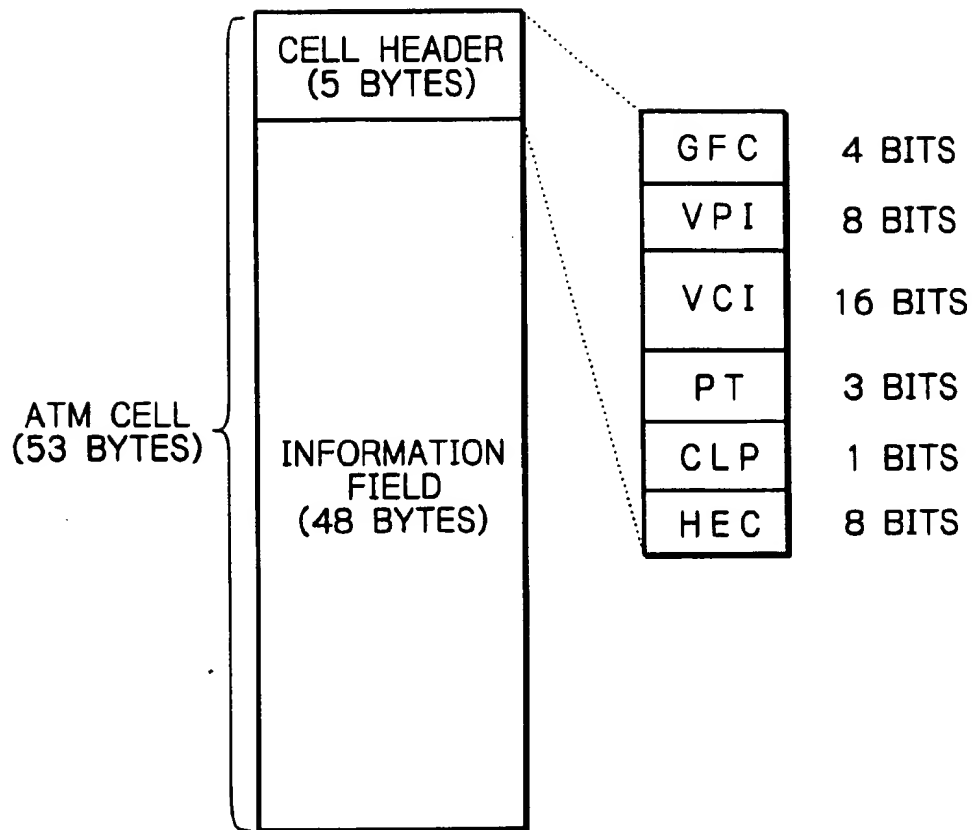 CELL HEADER
(5 BYTES)
GFC 4 BITS
VPI 8 BITS
VCI 16 BITS
PT 3 BITS
CLP 1 BITS
HEC 8 BITS
ATM CELL
(53 BYTES)
INFORMATION
FIELD
(48 BYTES)